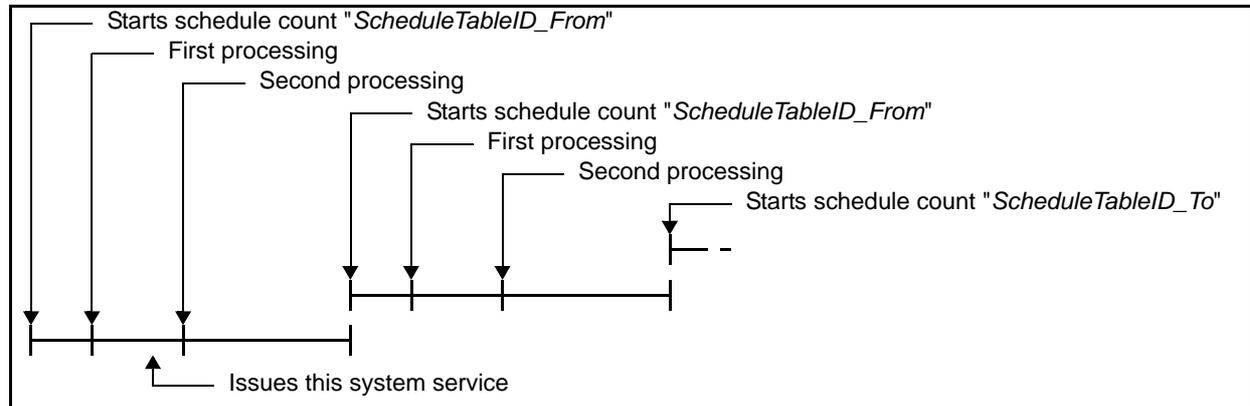 Starts schedule count "ScheduleTableID_From"
First processing
Second processing
Starts schedule count "ScheduleTableID_From"
First processing
Second processing
Starts schedule count "ScheduleTableID_To"
Issues this system service